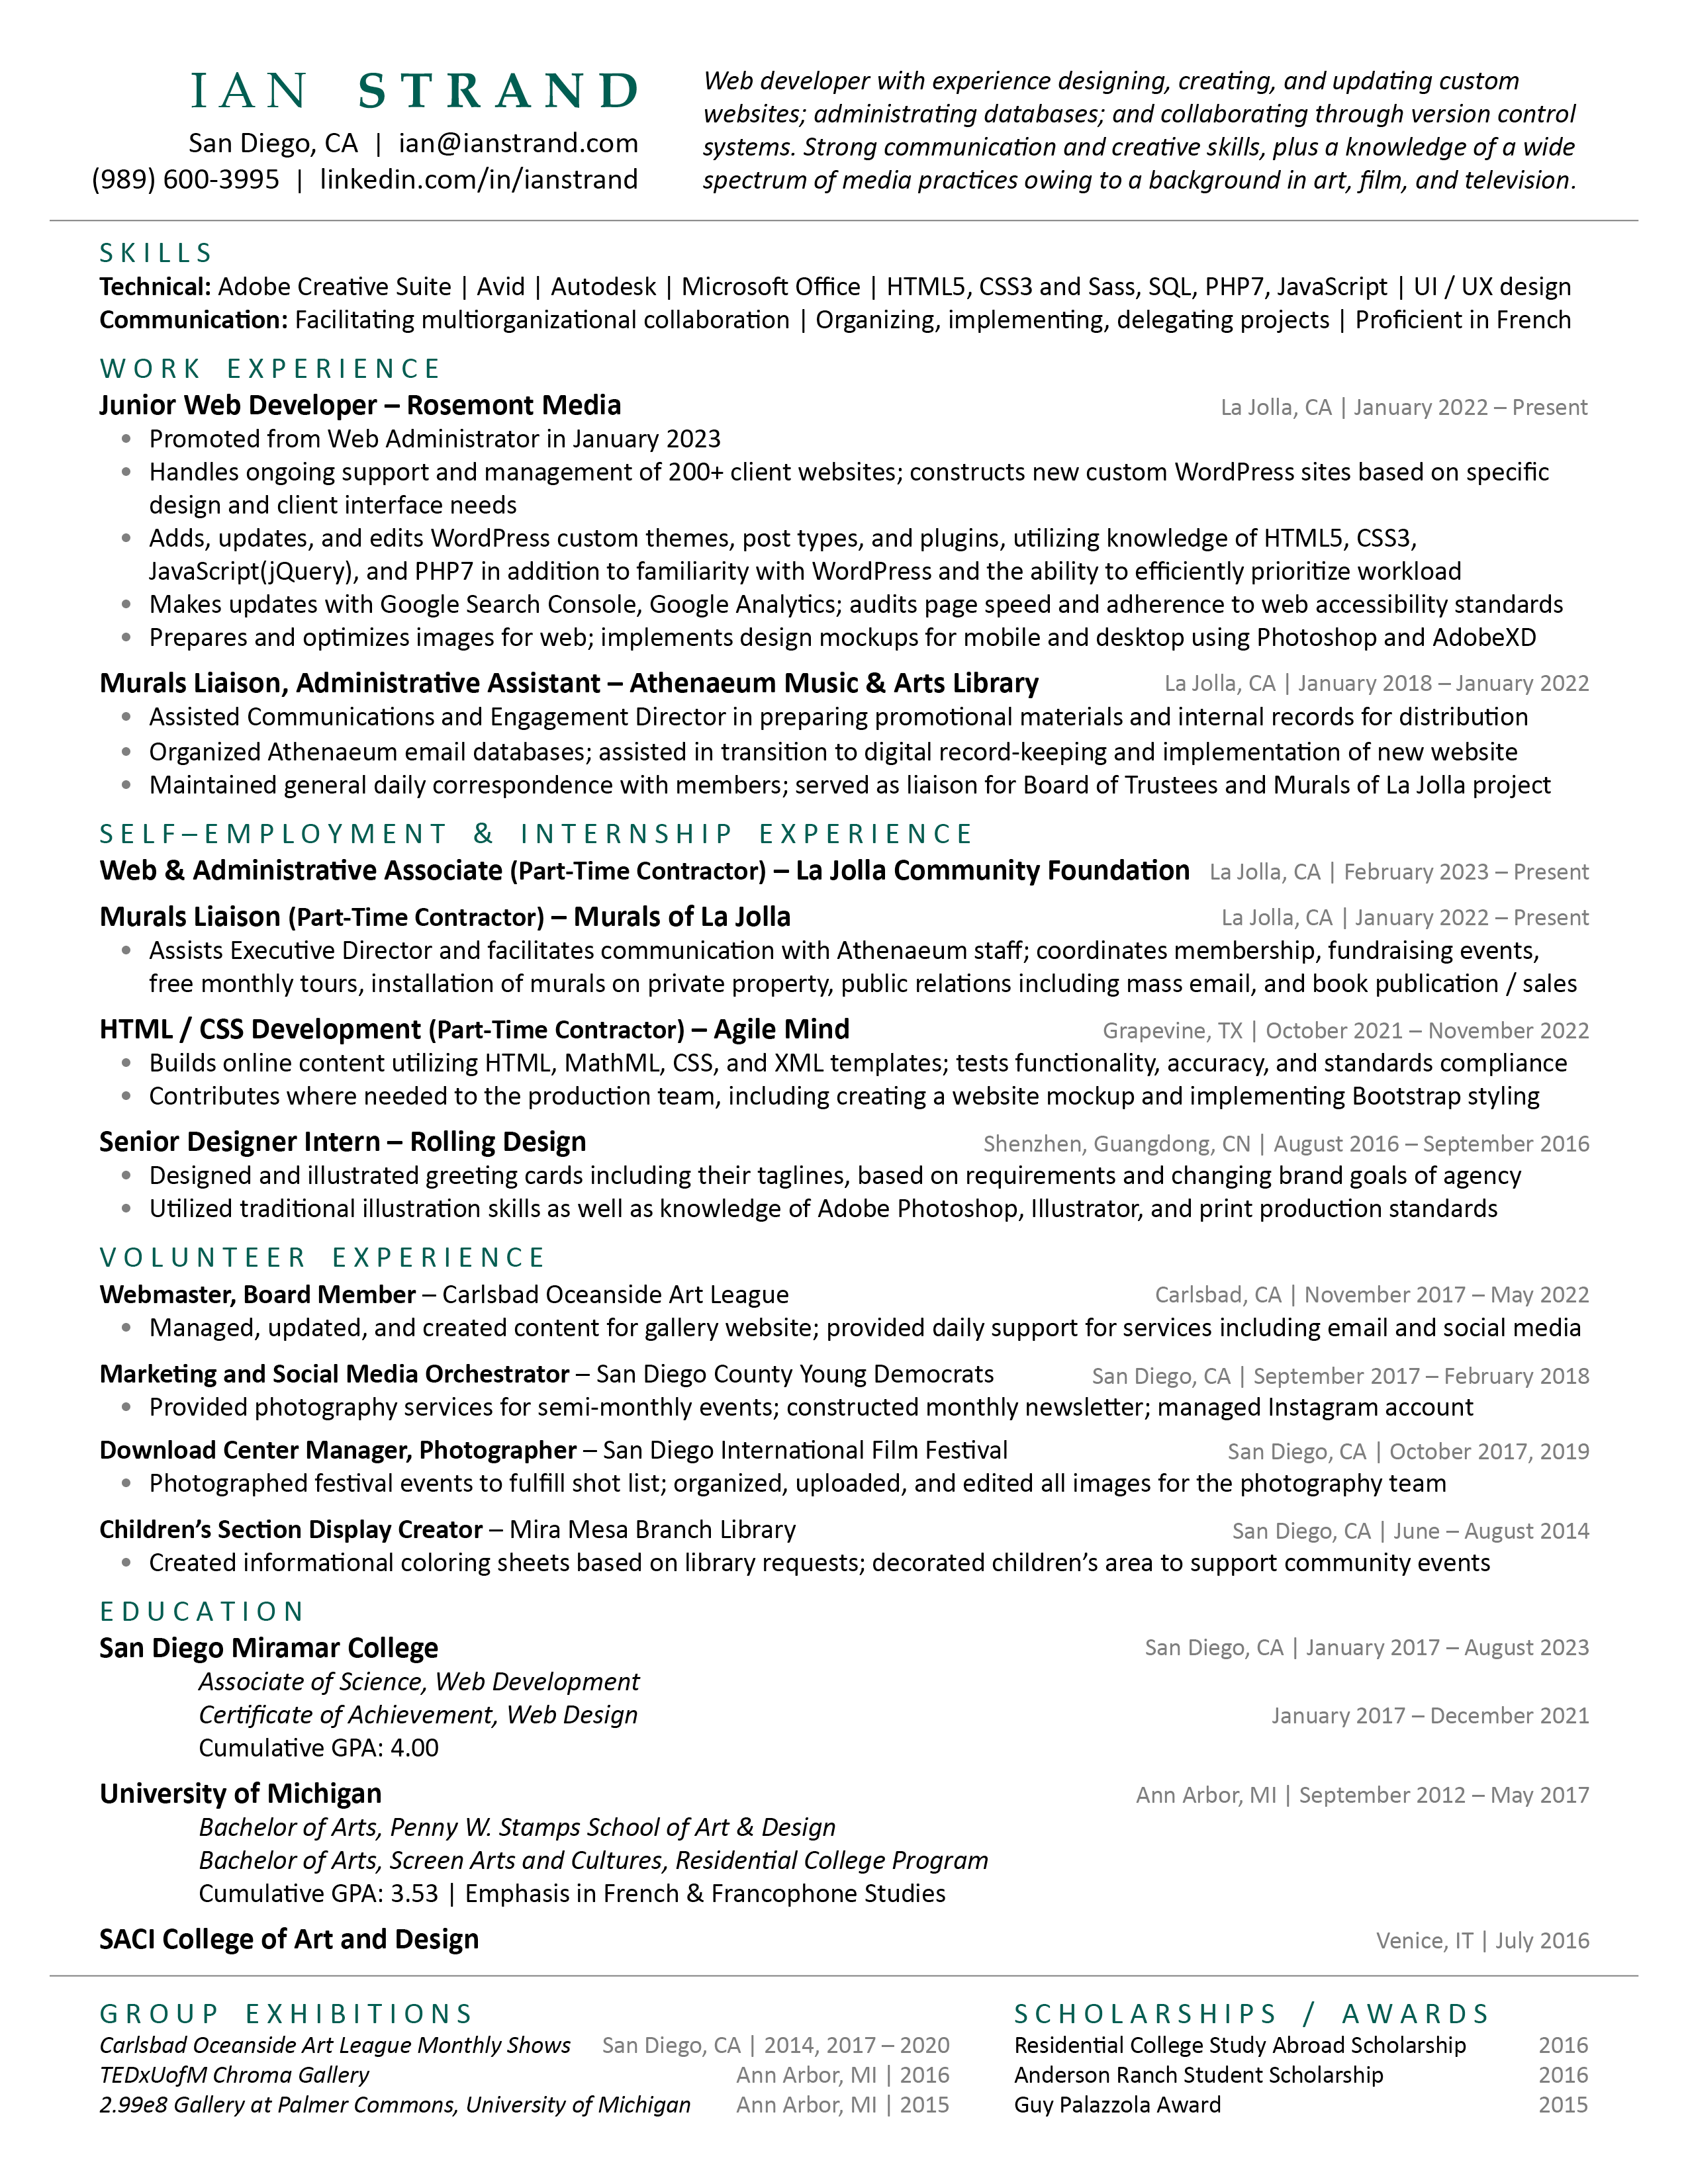 IAN STRAND
San Diego, CA | ian@ianstrand.com
(989) 600-3995 | linkedin.com/in/ianstrand
Web developer with experience designing, creating, and updating custom
websites; administrating databases; and collaborating through version control
systems. Strong communication and creative skills, plus a knowledge of a wide
spectrum of media practices owing to a background in art, film, and television.
SKILLS
Technical: Adobe Creative Suite | Avid | Autodesk | Microsoft Office | HTML5, CSS3 and Sass, SQL, PHP7, JavaScript | UI / UX design
Communication: Facilitating multiorganizational collaboration | Organizing, implementing, delegating projects | Proficient in French
WORK EXPERIENCE
Junior Web Developer – Rosemont Media La Jolla, CA | January 2022 – Present
• Promoted from Web Administrator in January 2023
• Handles ongoing support and management of 200+ client websites; constructs new custom WordPress sites based on specific
design and client interface needs
• Adds, updates, and edits WordPress custom themes, post types, and plugins, utilizing knowledge of HTML5, CSS3,
JavaScript(jQuery), and PHP7 in addition to familiarity with WordPress and the ability to efficiently prioritize workload
• Makes updates with Google Search Console, Google Analytics; audits page speed and adherence to web accessibility standards
• Prepares and optimizes images for web; implements design mockups for mobile and desktop using Photoshop and AdobeXD
Murals Liaison, Administrative Assistant – Athenaeum Music & Arts Library La Jolla, CA | January 2018 – January 2022
• Assisted Communications and Engagement Director in preparing promotional materials and internal records for distribution
• Organized Athenaeum email databases; assisted in transition to digital record-keeping and implementation of new website
• Maintained general daily correspondence with members; served as liaison for Board of Trustees and Murals of La Jolla project
SELF–EMPLOYMENT & INTERNSHIP EXPERIENCE
Web & Administrative Associate (Part-Time Contractor) – La Jolla Community Foundation La Jolla, CA | February 2023 – Present
Murals Liaison (Part-Time Contractor) – Murals of La Jolla La Jolla, CA | January 2022 – Present
• Assists Executive Director and facilitates communication with Athenaeum staff; coordinates membership, fundraising events,
free monthly tours, installation of murals on private property, public relations including mass email, and book publication / sales
HTML / CSS Development (Part-Time Contractor) – Agile Mind Grapevine, TX | October 2021 – November 2022
• Builds online content utilizing HTML, MathML, CSS, and XML templates; tests functionality, accuracy, and standards compliance
• Contributes where needed to the production team, including creating a website mockup and implementing Bootstrap styling
Senior Designer Intern – Rolling Design Shenzhen, Guangdong, CN | August 2016 – September 2016
• Designed and illustrated greeting cards including their taglines, based on requirements and changing brand goals of agency
• Utilized traditional illustration skills as well as knowledge of Adobe Photoshop, Illustrator, and print production standards
VOLUNTEER EXPERIENCE
Webmaster, Board Member – Carlsbad Oceanside Art League Carlsbad, CA | November 2017 – May 2022
• Managed, updated, and created content for gallery website; provided daily support for services including email and social media
Marketing and Social Media Orchestrator – San Diego County Young Democrats San Diego, CA | September 2017 – February 2018
• Provided photography services for semi-monthly events; constructed monthly newsletter; managed Instagram account
Download Center Manager, Photographer – San Diego International Film Festival San Diego, CA | October 2017, 2019
• Photographed festival events to fulfill shot list; organized, uploaded, and edited all images for the photography team
Children’s Section Display Creator – Mira Mesa Branch Library San Diego, CA | June – August 2014
• Created informational coloring sheets based on library requests; decorated children’s area to support community events
EDUCATION
San Diego Miramar College San Diego, CA | January 2017 – August 2023
Associate of Science, Web Development
Certificate of Achievement, Web Design January 2017 – December 2021
Cumulative GPA: 4.00
University of Michigan Ann Arbor, MI | September 2012 – May 2017
Bachelor of Arts, Penny W. Stamps School of Art & Design
Bachelor of Arts, Screen Arts and Cultures, Residential College Program
Cumulative GPA: 3.53 | Emphasis in French & Francophone Studies
SACI College of Art and Design Venice, IT | July 2016
GROUP EXHIBITIONS
Carlsbad Oceanside Art League Monthly Shows San Diego, CA | 2014, 2017 – 2020
TEDxUofM Chroma Gallery Ann Arbor, MI | 2016
2.99e8 Gallery at Palmer Commons, University of Michigan Ann Arbor, MI | 2015
SCHOLARSHIPS / AWARDS
Residential College Study Abroad Scholarship 2016
Anderson Ranch Student Scholarship 2016
Guy Palazzola Award 2015